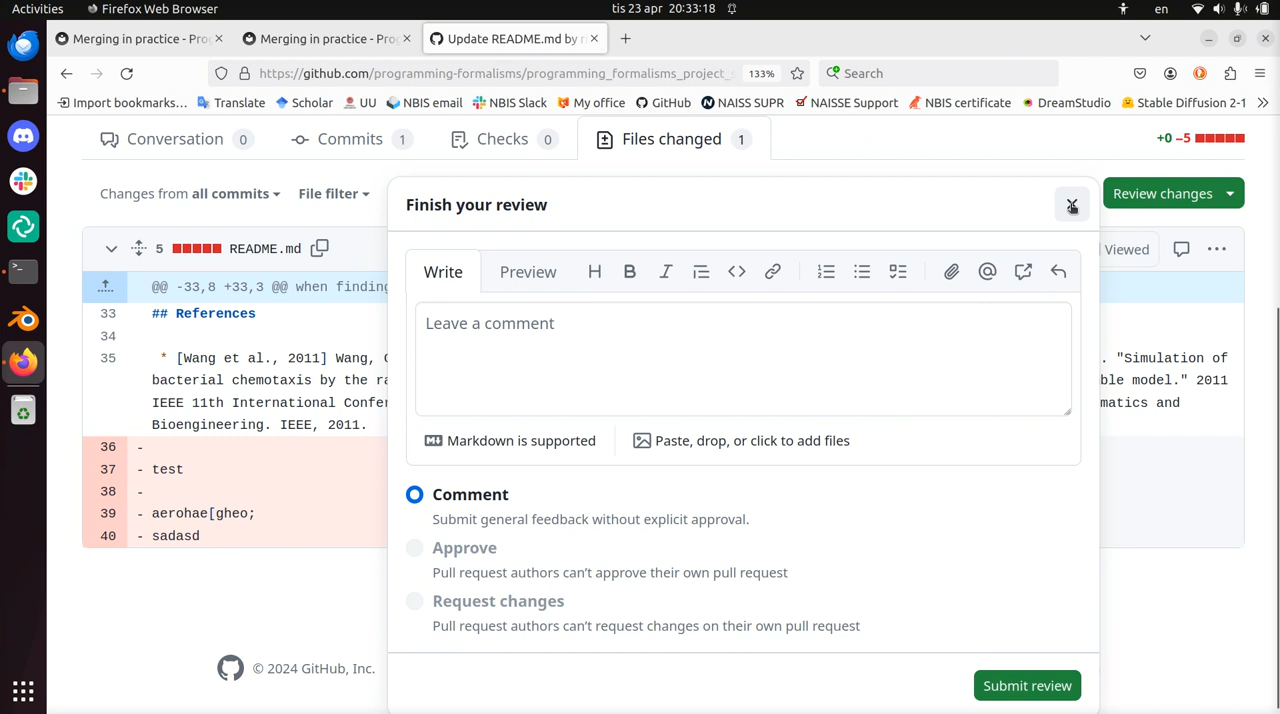 Activities Firefox Web Browser tis 23 apr 20:33:18 en
Merging in practice - Pro Merging in practice - Pro Update README.md by
https://github.com/programming-formalisms/programming_formalisms_project_s 133% Search
Import bookmarks... Translate Scholar UU NBIS email NBIS Slack My office GitHub NAISS SUPR NAISSE Support NBIS certificate DreamStudio Stable Diffusion 2-1
Conversation 0 Commits 1 Checks 0 Files changed 1 +0 −5
Changes from all commits File filter Finish your review Review changes
5 README.md Viewed
Write Preview
@@ -33,8 +33,3 @@ when finding
33 ## References
Leave a comment
34
35 * [Wang et al., 2011] Wang, . "Simulation of
bacterial chemotaxis by the ble model." 2011
IEEE 11th International matics and
Bioengineering. IEEE, 2011.
36 -
Markdown is supported Paste, drop, or click to add files
37 - test
38 -
39 - aerohae[gheo;
40 - sadasd
Comment
Submit general feedback without explicit approval.
Approve
Pull request authors can't approve their own pull request
Request changes
Pull request authors can't request changes on their own pull request
© 2024 GitHub, Inc.
Submit review